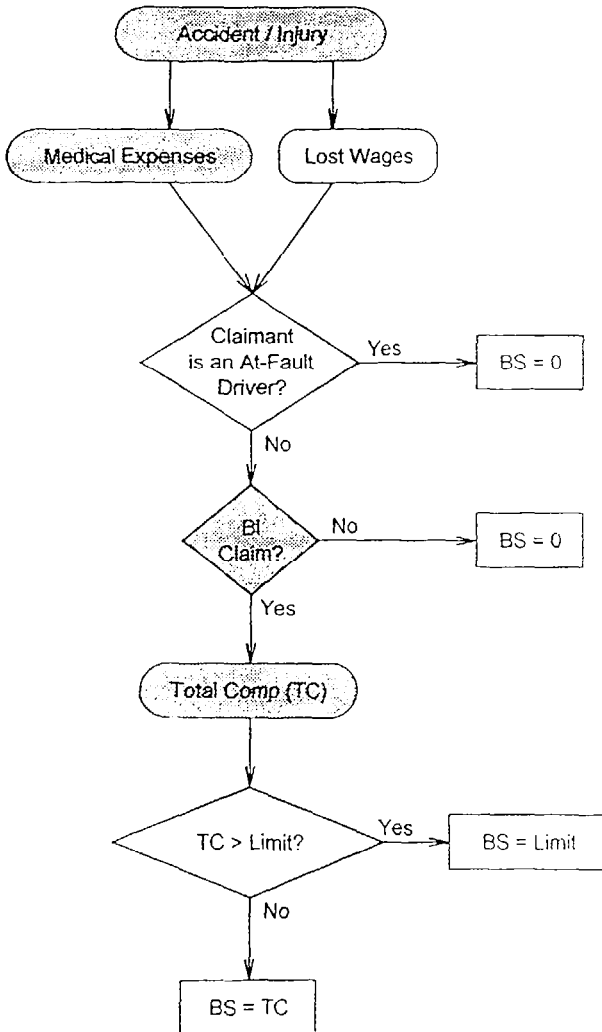 Accident / Injury
Medical Expenses
Lost Wages
Claimant
is an At-Fault
Driver?
Yes
BS = 0
No
BI
Claim?
No
BS = 0
Yes
Total Comp (TC)
TC > Limit?
Yes
BS = Limit
No
BS = TC